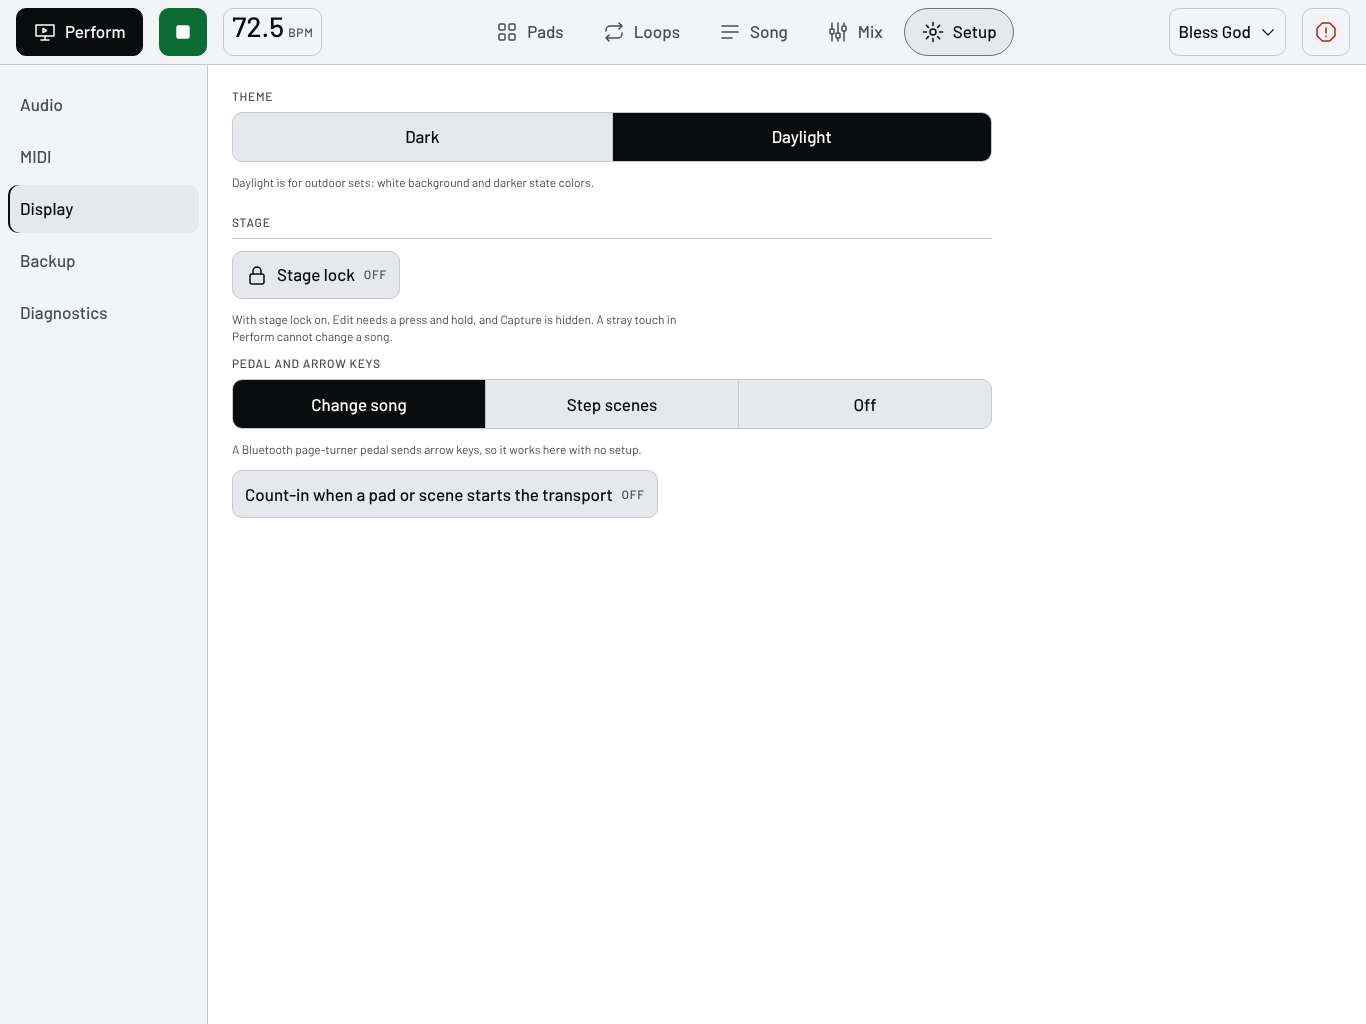 Perform
72.5 BPM
Pads
Loops
Song
Mix
Setup
Bless God
Audio
MIDI
Display
Backup
Diagnostics
THEME
Dark
Daylight
Daylight is for outdoor sets: white background and darker state colors.
STAGE
Stage lock OFF
With stage lock on, Edit needs a press and hold, and Capture is hidden. A stray touch in
Perform cannot change a song.
PEDAL AND ARROW KEYS
Change song
Step scenes
Off
A Bluetooth page-turner pedal sends arrow keys, so it works here with no setup.
Count-in when a pad or scene starts the transport OFF